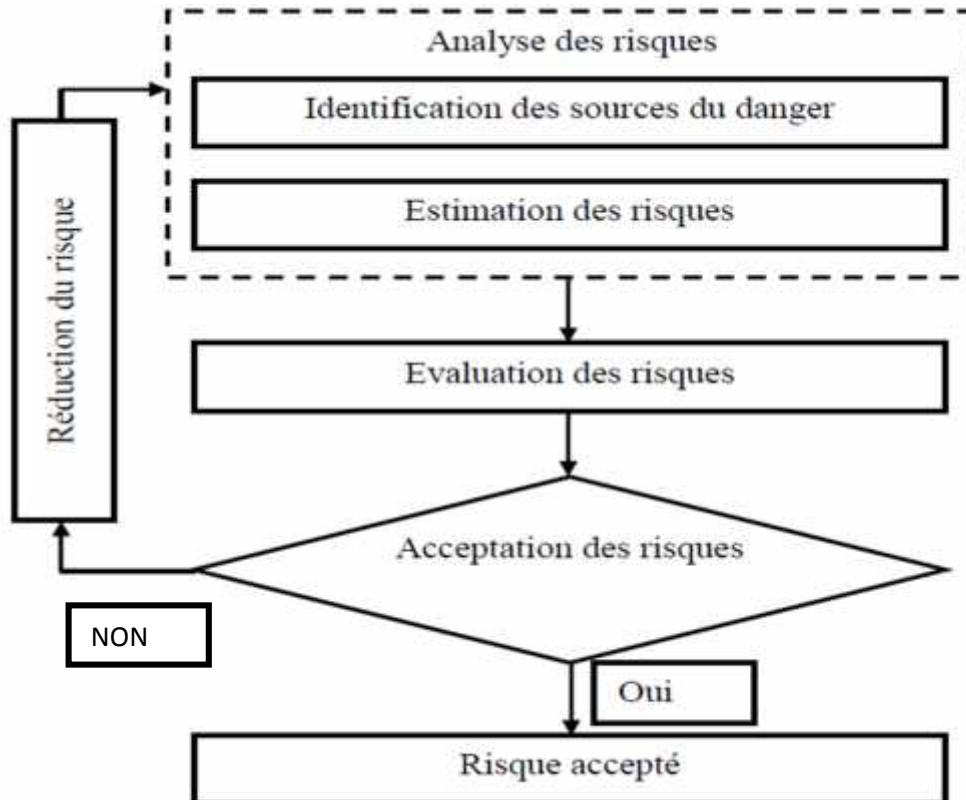 Analyse des risques
Identification des sources du danger
Estimation des risques
Réduction du risque
Evaluation des risques
Acceptation des risques
NON
Oui
Risque accepté